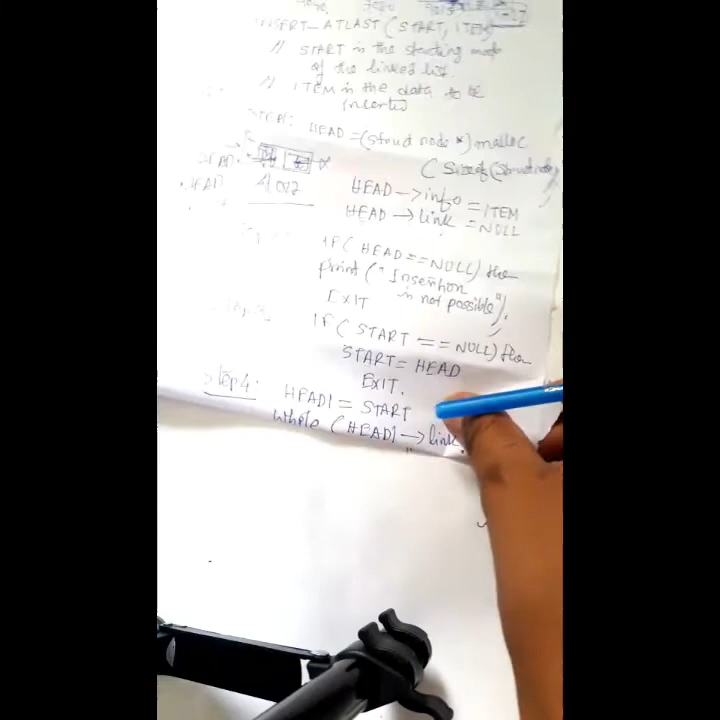 INSERT_ATLAST (START, ITEM)
// START is the starting node
of the linked list.
// ITEM is the data to be
inserted
STEP1: HEAD = (struct node *) malloc
(Sizeof (Struct node)
HEAD
HEAD → info = ITEM
HEAD → link = NULL
IF ( HEAD == NULL) then
print ("Insertion
is not possible");
EXIT
IF ( START == NULL) then
START = HEAD
EXIT.
Step 4: HEAD1 = START
while (HEAD1 → link